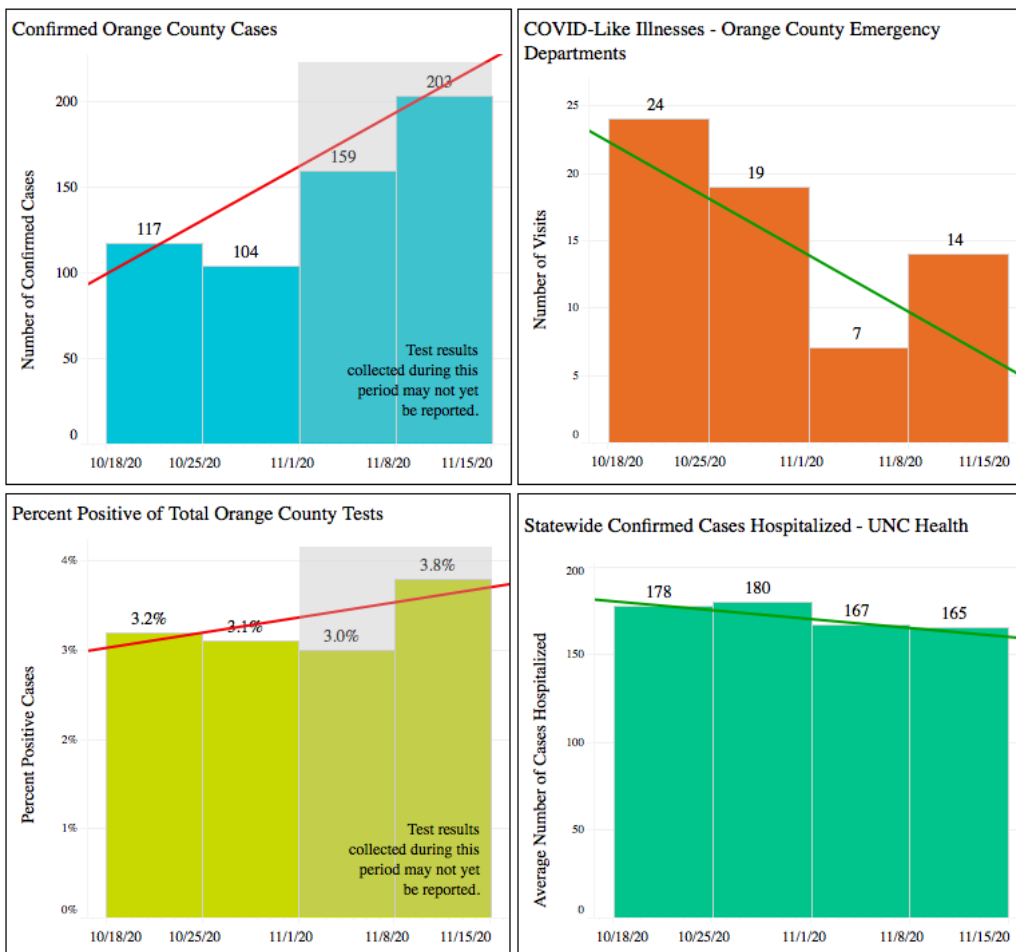 Confirmed Orange County Cases
Number of Confirmed Cases
200
150
100
50
0
117
104
159
203
Test results
collected during this
period may not yet
be reported.
10/18/20 10/25/20 11/1/20 11/8/20 11/15/20
COVID-Like Illnesses - Orange County Emergency
Departments
Number of Visits
25
20
15
10
5
0
24
19
7
14
10/18/20 10/25/20 11/1/20 11/8/20 11/15/20
Percent Positive of Total Orange County Tests
Percent Positive Cases
4%
3%
2%
1%
0%
3.2%
3.1%
3.0%
3.8%
Test results
collected during this
period may not yet
be reported.
10/18/20 10/25/20 11/1/20 11/8/20 11/15/20
Statewide Confirmed Cases Hospitalized - UNC Health
Average Number of Cases Hospitalized
200
150
100
50
0
178
180
167
165
10/18/20 10/25/20 11/1/20 11/8/20 11/15/20